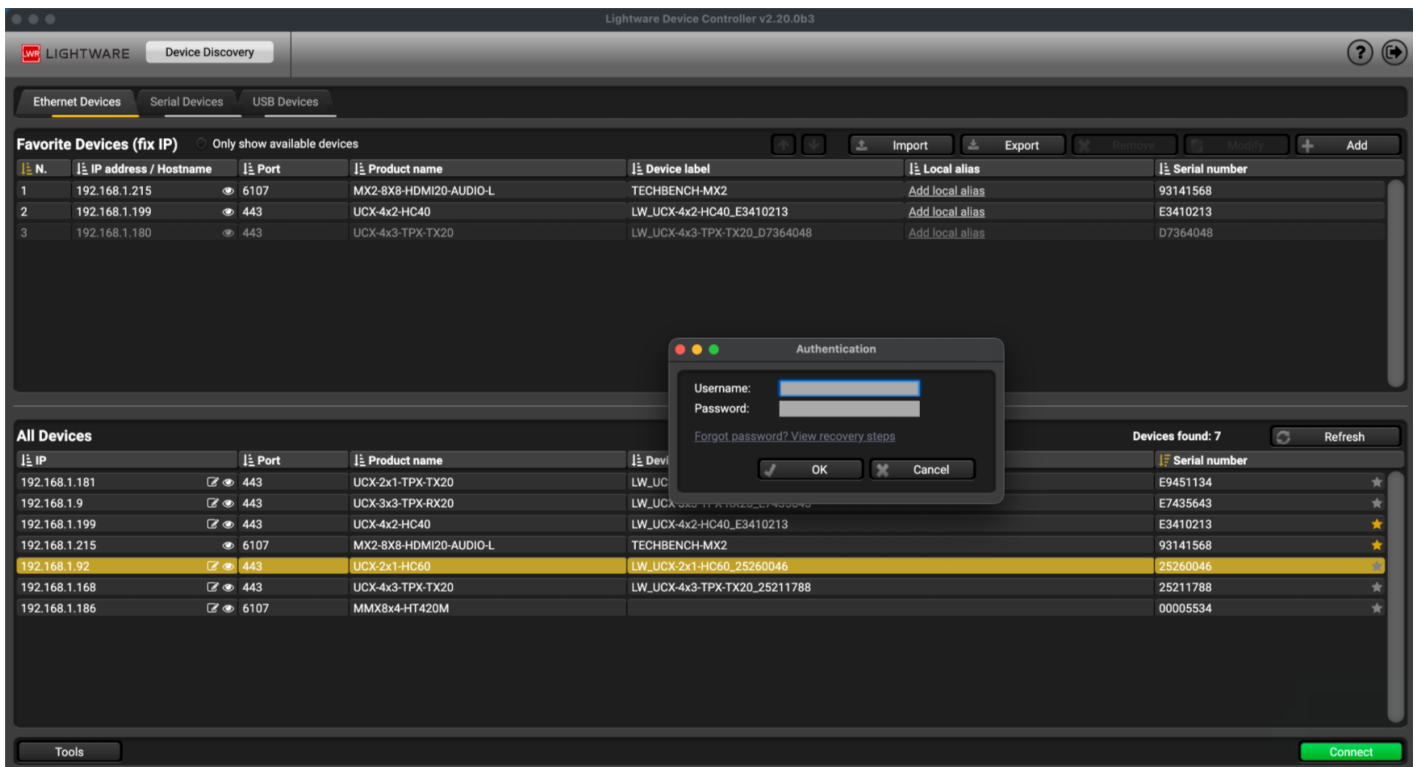 Lightware Device Controller v2.20.0b3
LWR LIGHTWARE Device Discovery ?
Ethernet Devices Serial Devices USB Devices
Favorite Devices (fix IP) Only show available devices Import Export Remove Modify Add
N. IP address / Hostname Port Product name Device label Local alias Serial number
1 192.168.1.215 6107 MX2-8X8-HDMI20-AUDIO-L TECHBENCH-MX2 Add local alias 93141568
2 192.168.1.199 443 UCX-4x2-HC40 LW_UCX-4x2-HC40_E3410213 Add local alias E3410213
3 192.168.1.180 443 UCX-4x3-TPX-TX20 LW_UCX-4x3-TPX-TX20_D7364048 Add local alias D7364048
Authentication
Username:
Password:
Forgot password? View recovery steps
OK Cancel
All Devices Devices found: 7 Refresh
IP Port Product name Devi Serial number
192.168.1.181 443 UCX-2x1-TPX-TX20 LW_UC E9451134
192.168.1.9 443 UCX-3x3-TPX-RX20 LW_UCX-3x3-TPX-RX20_E7435643 E7435643
192.168.1.199 443 UCX-4x2-HC40 LW_UCX-4x2-HC40_E3410213 E3410213
192.168.1.215 6107 MX2-8X8-HDMI20-AUDIO-L TECHBENCH-MX2 93141568
192.168.1.92 443 UCX-2x1-HC60 LW_UCX-2x1-HC60_25260046 25260046
192.168.1.168 443 UCX-4x3-TPX-TX20 LW_UCX-4x3-TPX-TX20_25211788 25211788
192.168.1.186 6107 MMX8x4-HT420M 00005534
Tools Connect